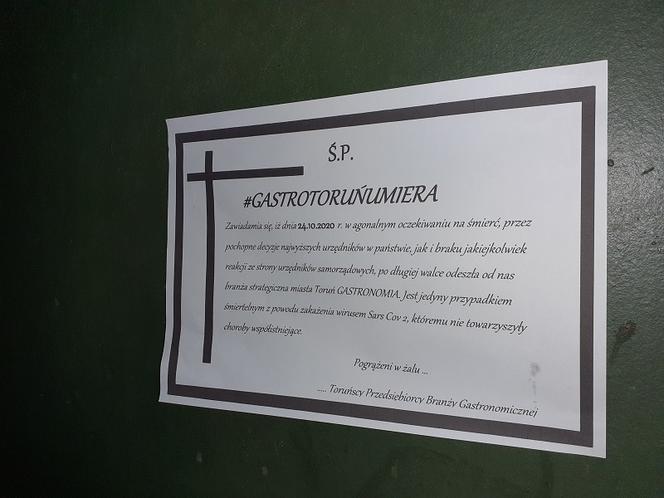 Ś.P.
#GASTROTORUŃUMIERA
Zawiadamia się, iż dnia 24.10.2020 r. w agonalnym oczekiwaniu na śmierć, przez
pochopne decyzje najwyższych urzędników w państwie, jak i braku jakiejkolwiek
reakcji ze strony urzędników samorządowych, po długiej walce odeszła od nas
branża strategiczna miasta Toruń GASTRONOMIA. Jest jedyny przypadkiem
śmiertelnym z powodu zakażenia wirusem Sars Cov 2, któremu nie towarzyszyły
choroby współistniejące.
Pogrążeni w żalu ...
..... Toruńscy Przedsiebiorcy Branży Gastronomicznej